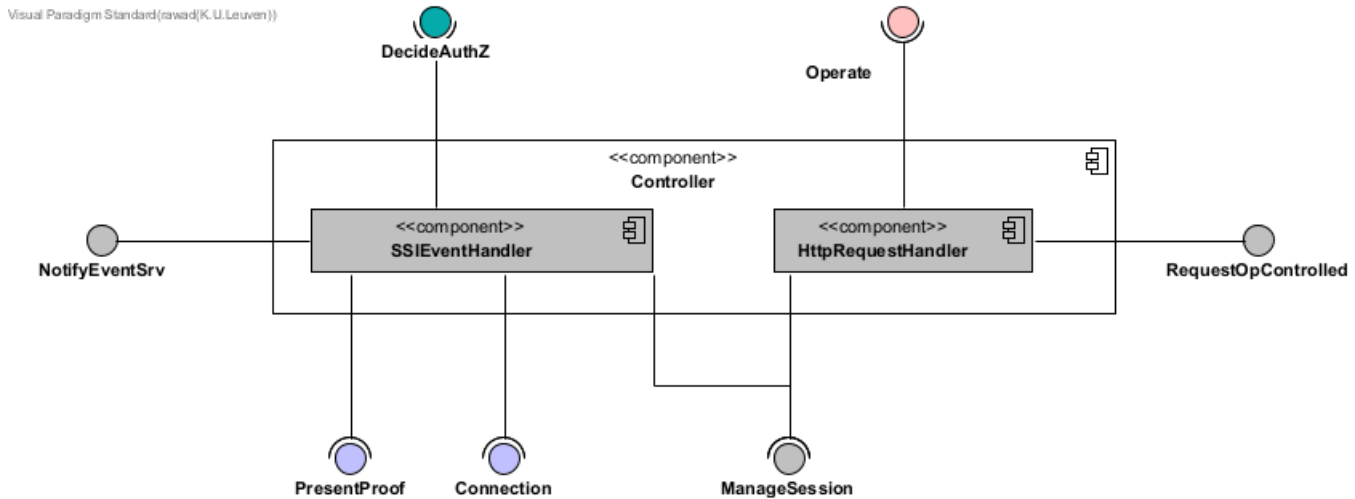 Visual Paradigm Standard(rawad(K.U.Leuven))
DecideAuthZ
Operate
<<component>>
Controller
<<component>>
SSIEventHandler
<<component>>
HttpRequestHandler
NotifyEventSrv
RequestOpControlled
PresentProof
Connection
ManageSession